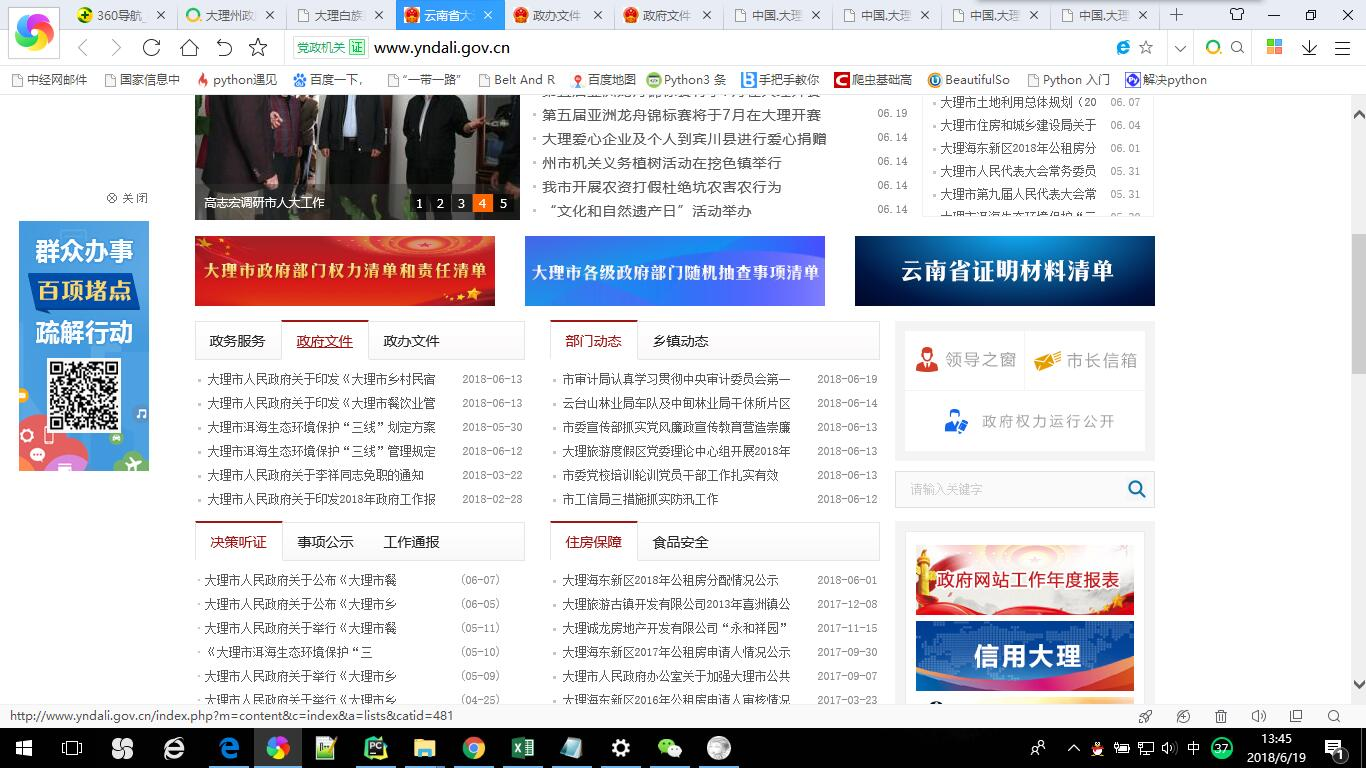 360导航_
大理州政
大理白族
云南省大
政办文件
政府文件
中国.大理
中国.大理
中国.大理
中国.大理
党政机关 证 www.yndali.gov.cn
中经网邮件 国家信息中 python遇见 百度一下, “一带一路” Belt And R 百度地图 Python3 条 手把手教你 爬虫基础高 BeautifulSo Python 入门 解决python
关闭
群众办事
百项堵点
疏解行动
高志宏调研市人大工作
1 2 3 4 5
第五届亚洲龙舟锦标赛将于7月在大理开赛 06.19
大理爱心企业及个人到宾川县进行爱心捐赠 06.14
州市机关义务植树活动在挖色镇举行 06.14
我市开展农资打假杜绝坑农害农行为 06.14
“文化和自然遗产日”活动举办 06.14
大理市土地利用总体规划（20 06.07
大理市住房和城乡建设局关于 06.04
大理海东新区2018年公租房分 06.01
大理市人民代表大会常务委员 05.31
大理市第九届人民代表大会常 05.31
大理市政府部门权力清单和责任清单
大理市各级政府部门随机抽查事项清单
云南省证明材料清单
政务服务 政府文件 政办文件
大理市人民政府关于印发《大理市乡村民宿 2018-06-13
大理市人民政府关于印发《大理市餐饮业管 2018-06-13
大理市洱海生态环境保护“三线”划定方案 2018-05-30
大理市洱海生态环境保护“三线”管理规定 2018-06-12
大理市人民政府关于李祥同志免职的通知 2018-03-22
大理市人民政府关于印发2018年政府工作报 2018-02-28
部门动态 乡镇动态
市审计局认真学习贯彻中央审计委员会第一 2018-06-19
云台山林业局车队及中甸林业局干休所片区 2018-06-14
市委宣传部抓实党风廉政宣传教育营造崇廉 2018-06-13
大理旅游度假区党委理论中心组开展2018年 2018-06-13
市委党校培训轮训党员干部工作扎实有效 2018-06-13
市工信局三措施抓实防汛工作 2018-06-12
领导之窗 市长信箱
政府权力运行公开
请输入关键字
决策听证 事项公示 工作通报
大理市人民政府关于公布《大理市餐 (06-07)
大理市人民政府关于公布《大理市乡 (06-05)
大理市人民政府关于举行《大理市餐 (05-11)
《大理市洱海生态环境保护“三 (05-10)
大理市人民政府关于举行《大理市乡 (05-09)
大理市人民政府关于举行《大理市乡 (04-25)
住房保障 食品安全
大理海东新区2018年公租房分配情况公示 2018-06-01
大理旅游古镇开发有限公司2013年喜洲镇公 2017-12-08
大理诚龙房地产开发有限公司“永和祥园” 2017-11-15
大理海东新区2017年公租房申请人情况公示 2017-09-30
大理市人民政府办公室关于加强大理市公共 2017-09-07
大理海东新区2016年公租房申请人审核情况 2017-03-23
政府网站工作年度报表
信用大理
http://www.yndali.gov.cn/index.php?m=content&c=index&a=lists&catid=481
中 37 13:45
2018/6/19
1